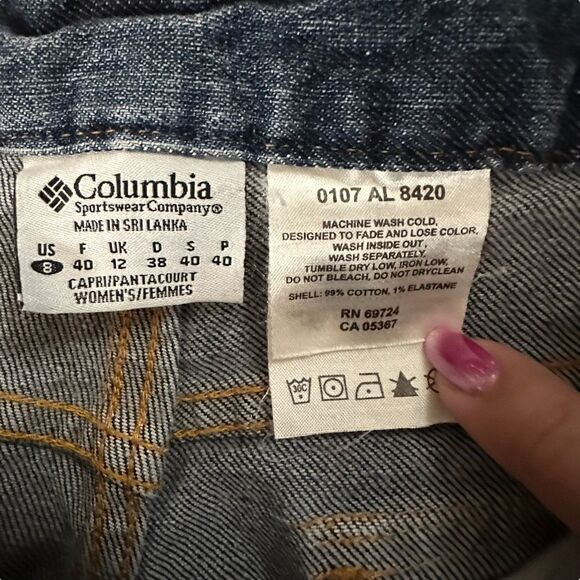 Columbia
Sportswear Company®
MADE IN SRI LANKA
US F UK D S P
8 40 12 38 40 40
CAPRI/PANTACOURT
WOMEN'S/FEMMES
0107 AL 8420
MACHINE WASH COLD,
DESIGNED TO FADE AND LOSE COLOR,
WASH INSIDE OUT,
WASH SEPARATELY,
TUMBLE DRY LOW, IRON LOW,
DO NOT BLEACH, DO NOT DRYCLEAN
SHELL: 99% COTTON, 1% ELASTANE
RN 69724
CA 05367
30C